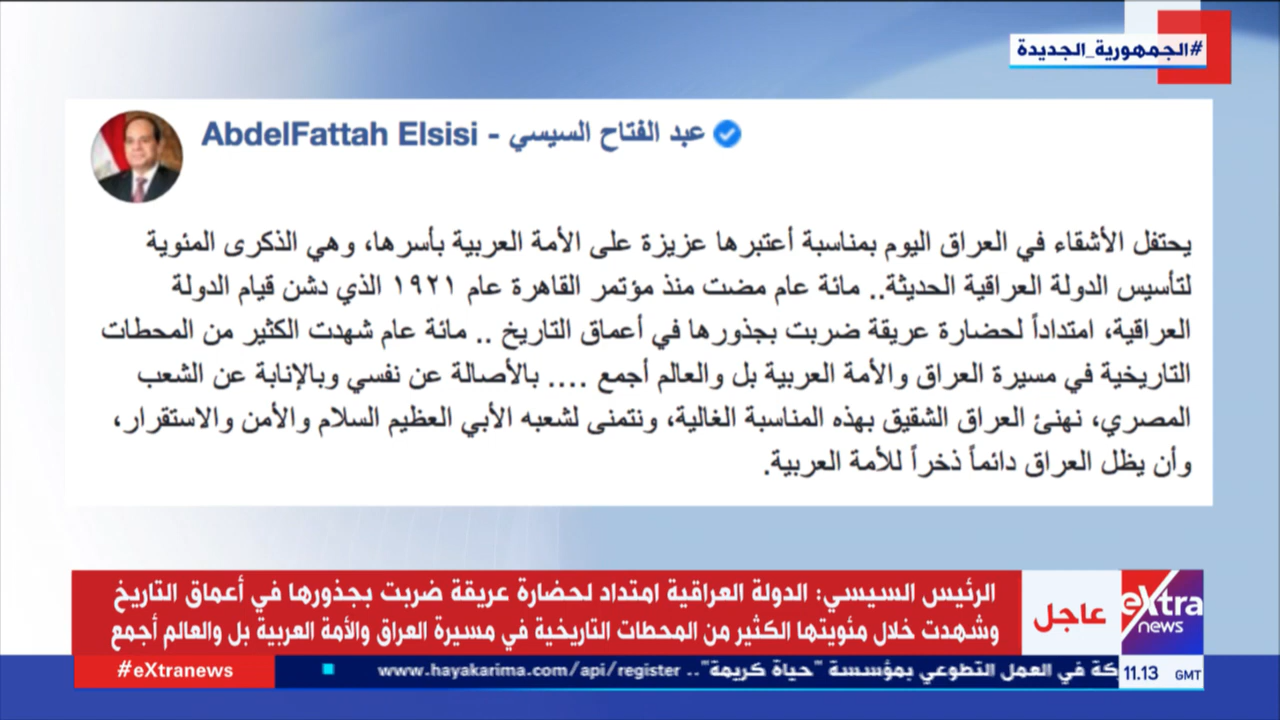 #الجمهورية_الجديدة
AbdelFattah Elsisi - عبد الفتاح السيسي
يحتفل الأشقاء في العراق اليوم بمناسبة أعتبرها عزيزة على الأمة العربية بأسرها، وهي الذكرى المئوية
لتأسيس الدولة العراقية الحديثة.. مائة عام مضت منذ مؤتمر القاهرة عام ١٩٢١ الذي دشن قيام الدولة
العراقية، امتداداً لحضارة عريقة ضربت بجذورها في أعماق التاريخ .. مائة عام شهدت الكثير من المحطات
التاريخية في مسيرة العراق والأمة العربية بل والعالم أجمع .... بالأصالة عن نفسي وبالإنابة عن الشعب
المصري، نهنئ العراق الشقيق بهذه المناسبة الغالية، ونتمنى لشعبه الأبي العظيم السلام والأمن والاستقرار،
وأن يظل العراق دائماً ذخراً للأمة العربية.
الرئيس السيسي: الدولة العراقية امتداد لحضارة عريقة ضربت بجذورها في أعماق التاريخ
وشهدت خلال مئويتها الكثير من المحطات التاريخية في مسيرة العراق والأمة العربية بل والعالم أجمع
عاجل
eXtra
news
#eXtranews
في العمل التطوعي بمؤسسة "حياة كريمة".. www.hayakarima.com/api/register
11.13 GMT